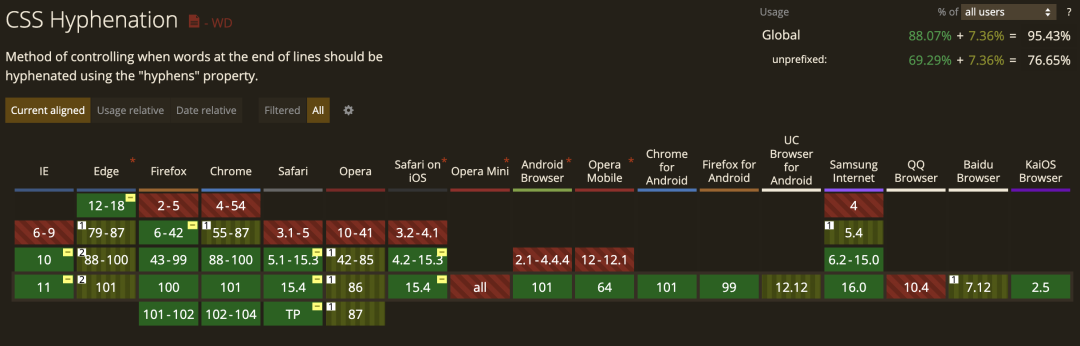 CSS Hyphenation - WD
Usage % of all users ?
Global 88.07% + 7.36% = 95.43%
unprefixed: 69.29% + 7.36% = 76.65%
Method of controlling when words at the end of lines should be
hyphenated using the "hyphens" property.
Current aligned Usage relative Date relative Filtered All
IE Edge * Firefox Chrome Safari Opera Safari on iOS * Opera Mini * Android Browser * Opera Mobile * Chrome for Android Firefox for Android UC Browser for Android Samsung Internet QQ Browser Baidu Browser KaiOS Browser
12-18 - 2-5 4-54 4
6-9 1 79-87 6-42 - 1 55-87 3.1-5 10-41 3.2-4.1 1 5.4
10 - 2 88-100 43-99 88-100 5.1-15.3 - 1 42-85 4.2-15.3 - 2.1-4.4.4 12-12.1 6.2-15.0
11 - 2 101 100 101 15.4 - 1 86 15.4 - all 101 64 101 99 12.12 16.0 10.4 1 7.12 2.5
101-102 102-104 TP - 1 87